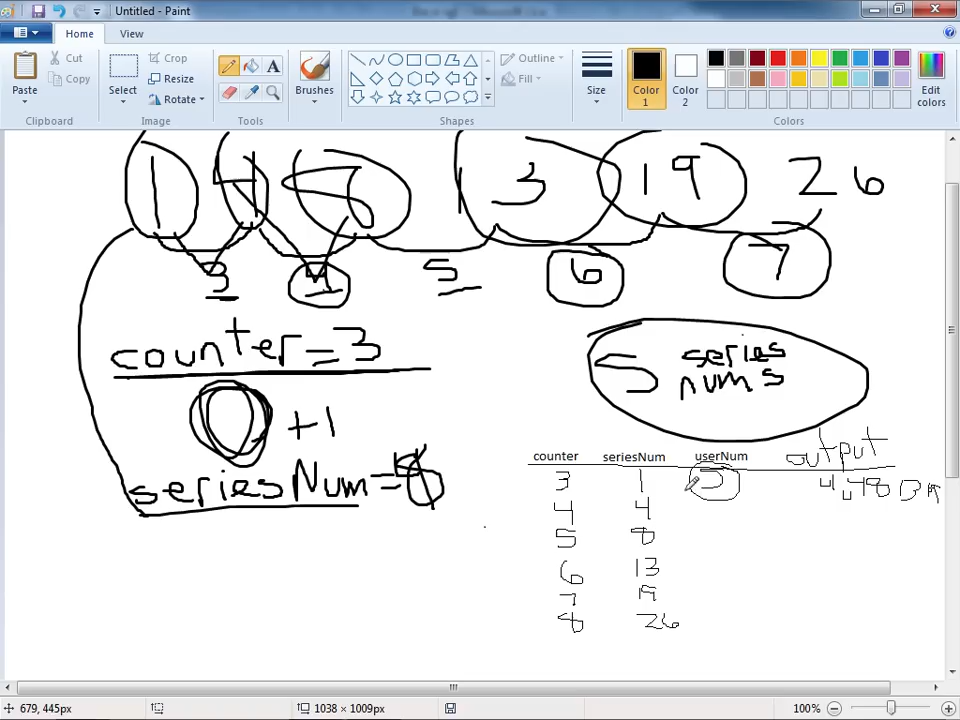 Untitled - Paint
Home View
Paste
Cut
Copy
Clipboard
Select
Crop
Resize
Rotate
Image
A
Tools
Brushes
Shapes
Outline
Fill
Size
Color 1
Color 2
Edit colors
Colors
1 4 8 13 19 26
3 4 5 6 7
counter=3
+1
seriesNum=
5 series nums
counter seriesNum userNum output
3 1 5
4 4
5 8
6 13
7 19
8 26
679, 445px
1038 × 1009px
100%